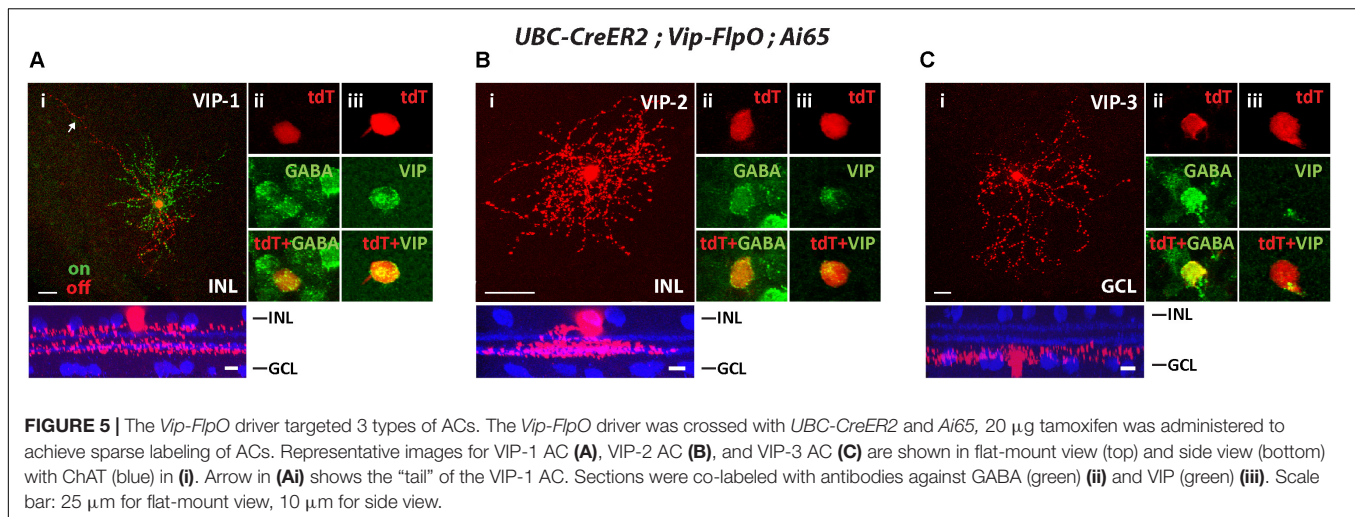 UBC-CreER2 ; Vip-FlpO ; Ai65
A
B
C
i VIP-1
ii tdT
iii tdT
GABA
VIP
tdT+GABA
tdT+VIP
on
off
INL
—INL
—GCL
i VIP-2
ii tdT
iii tdT
GABA
VIP
tdT+GABA
tdT+VIP
INL
—INL
—GCL
i VIP-3
ii tdT
iii tdT
GABA
VIP
tdT+GABA
tdT+VIP
GCL
—INL
—GCL
FIGURE 5 | The Vip-FlpO driver targeted 3 types of ACs. The Vip-FlpO driver was crossed with UBC-CreER2 and Ai65, 20 μg tamoxifen was administered to
achieve sparse labeling of ACs. Representative images for VIP-1 AC (A), VIP-2 AC (B), and VIP-3 AC (C) are shown in flat-mount view (top) and side view (bottom)
with ChAT (blue) in (i). Arrow in (Ai) shows the “tail” of the VIP-1 AC. Sections were co-labeled with antibodies against GABA (green) (ii) and VIP (green) (iii). Scale
bar: 25 μm for flat-mount view, 10 μm for side view.